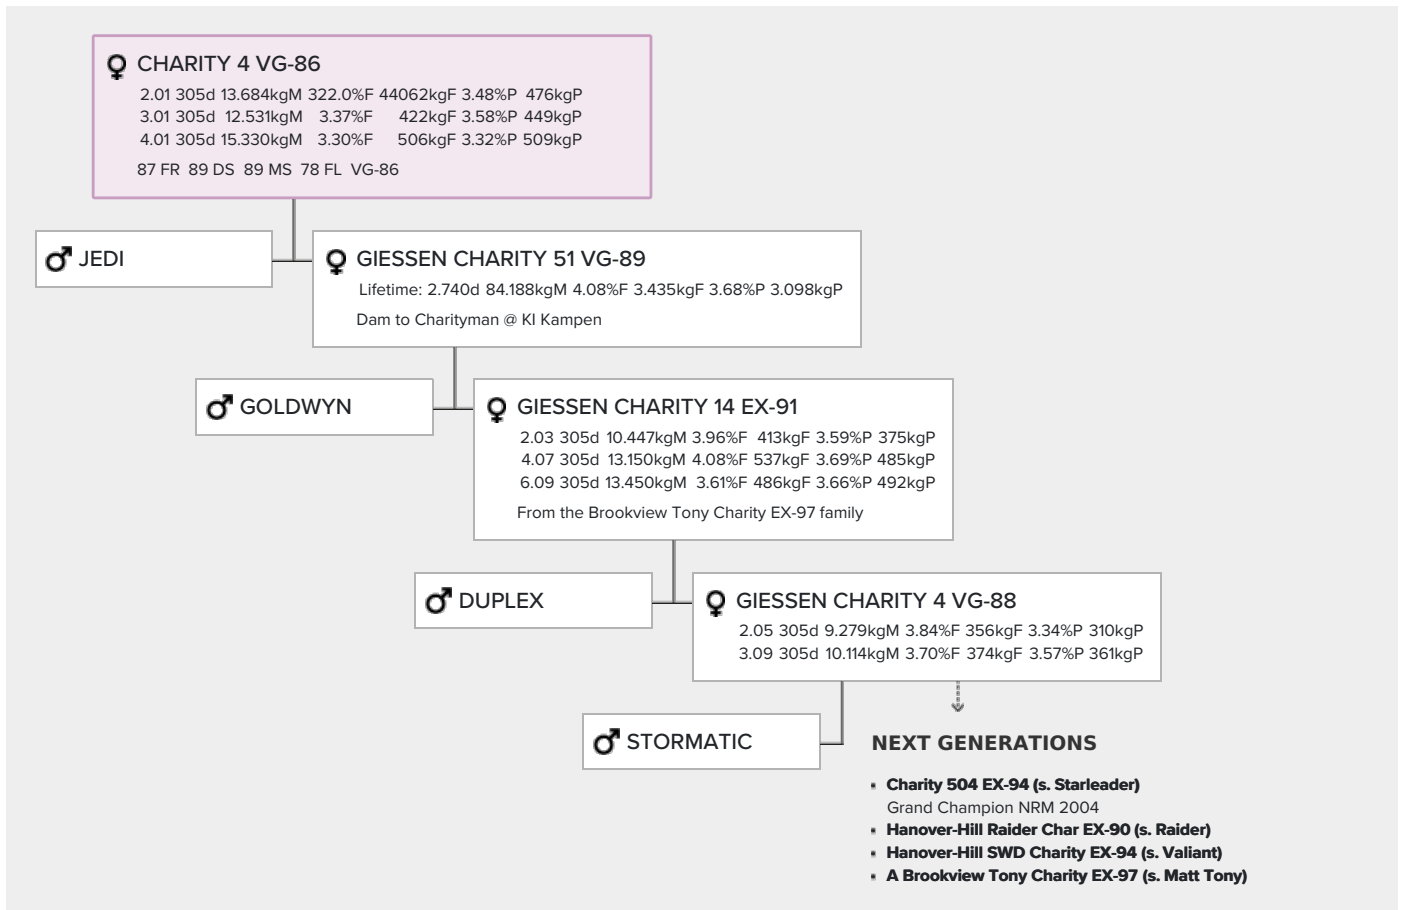 CHARITY 4 VG-86
2.01 305d 13.684kgM 322.0%F 44062kgF 3.48%P 476kgP
3.01 305d 12.531kgM 3.37%F 422kgF 3.58%P 449kgP
4.01 305d 15.330kgM 3.30%F 506kgF 3.32%P 509kgP
87 FR 89 DS 89 MS 78 FL VG-86
JEDI
GIESSEN CHARITY 51 VG-89
Lifetime: 2.740d 84.188kgM 4.08%F 3.435kgF 3.68%P 3.098kgP
Dam to Charityman @ KI Kampen
GOLDWYN
GIESSEN CHARITY 14 EX-91
2.03 305d 10.447kgM 3.96%F 413kgF 3.59%P 375kgP
4.07 305d 13.150kgM 4.08%F 537kgF 3.69%P 485kgP
6.09 305d 13.450kgM 3.61%F 486kgF 3.66%P 492kgP
From the Brookview Tony Charity EX-97 family
DUPLEX
GIESSEN CHARITY 4 VG-88
2.05 305d 9.279kgM 3.84%F 356kgF 3.34%P 310kgP
3.09 305d 10.114kgM 3.70%F 374kgF 3.57%P 361kgP
STORMATIC
NEXT GENERATIONS
Charity 504 EX-94 (s. Starleader)
Grand Champion NRM 2004
Hanover-Hill Raider Char EX-90 (s. Raider)
Hanover-Hill SWD Charity EX-94 (s. Valiant)
A Brookview Tony Charity EX-97 (s. Matt Tony)